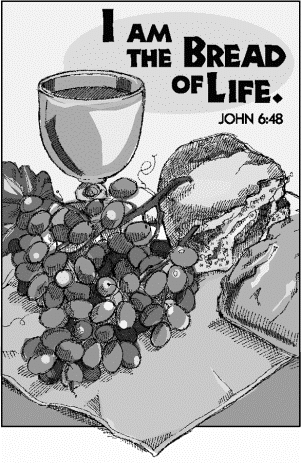 I AM
THE BREAD
OF LIFE.
JOHN 6:48